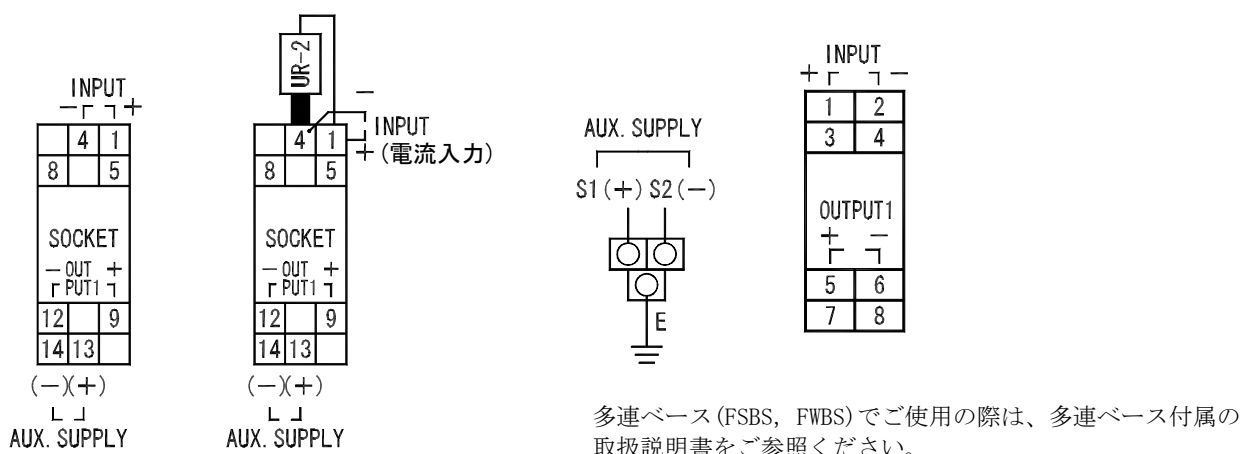 INPUT
− +
4 1
8 5
SOCKET
− OUT +
PUT1
12 9
14 13
(−)(+)
AUX. SUPPLY
UR-2
−
INPUT
+(電流入力)
4 1
8 5
SOCKET
− OUT +
PUT1
12 9
14 13
(−)(+)
AUX. SUPPLY
AUX. SUPPLY
S1(+) S2(−)
E
INPUT
+ −
1 2
3 4
OUTPUT1
+ −
5 6
7 8
多連ベース(FSBS, FWBS)でご使用の際は、多連ベース付属の
取扱説明書をご参照ください。